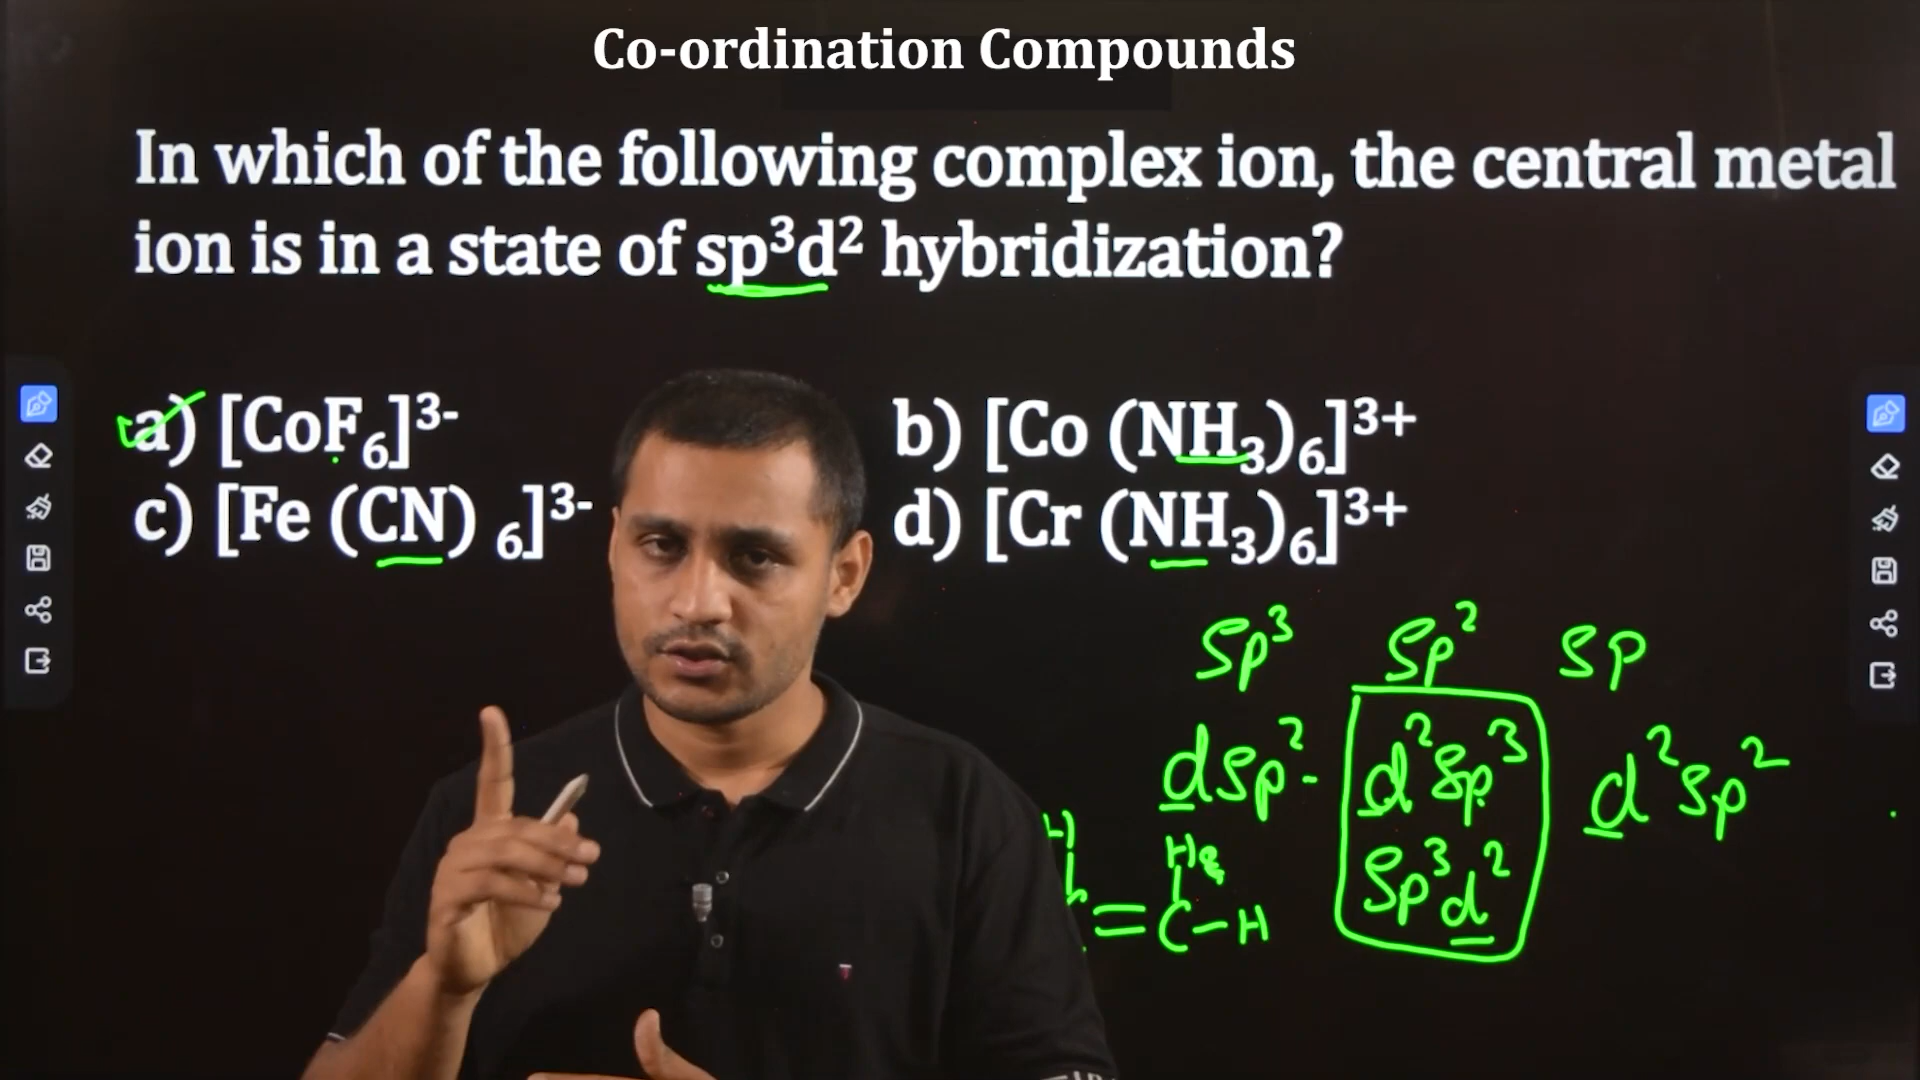 Co-ordination Compounds
In which of the following complex ion, the central metal
ion is in a state of sp³d² hybridization?
a) [CoF₆]³⁻ b) [Co (NH₃)₆]³⁺
c) [Fe (CN) ₆]³⁻ d) [Cr (NH₃)₆]³⁺
sp³ sp² sp
dsp² d²sp³ d²sp²
sp³d²
H H
= C-H